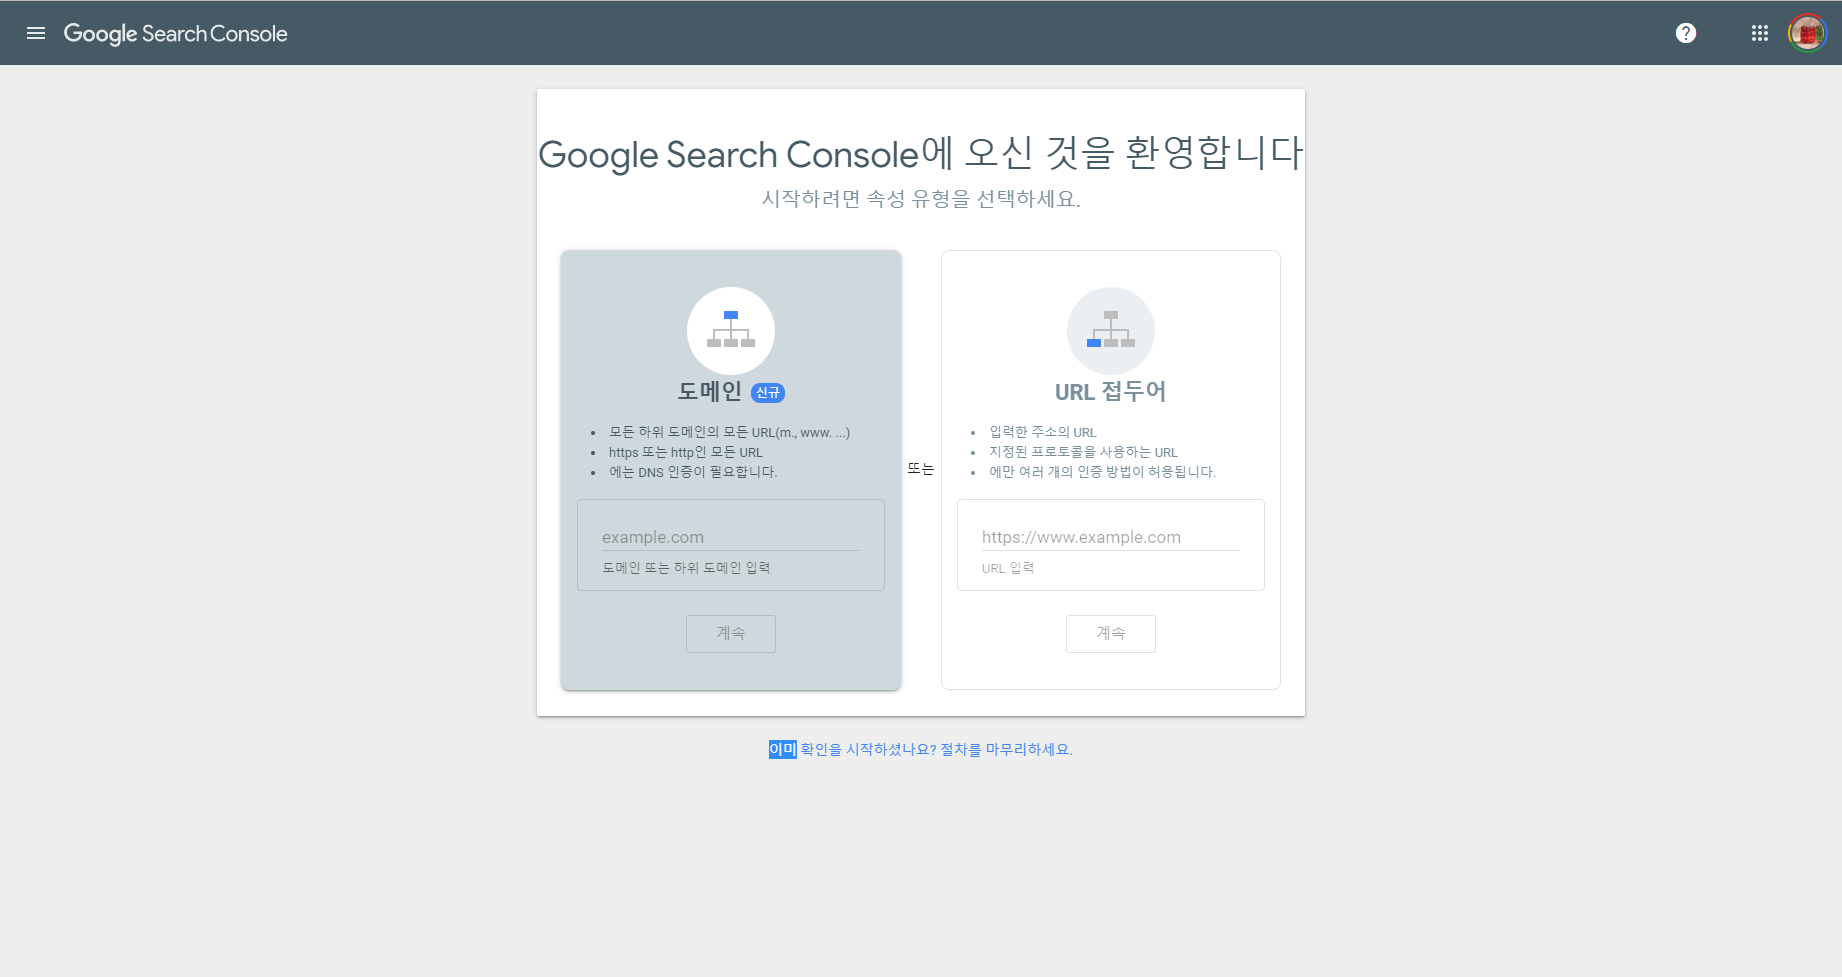 Google Search Console
Google Search Console에 오신 것을 환영합니다
시작하려면 속성 유형을 선택하세요.
도메인 신규
모든 하위 도메인의 모든 URL(m., www. ...)
https 또는 http인 모든 URL
에는 DNS 인증이 필요합니다.
example.com
도메인 또는 하위 도메인 입력
계속
또는
URL 접두어
입력한 주소의 URL
지정된 프로토콜을 사용하는 URL
에만 여러 개의 인증 방법이 허용됩니다.
https://www.example.com
URL 입력
계속
이미 확인을 시작하셨나요? 절차를 마무리하세요.